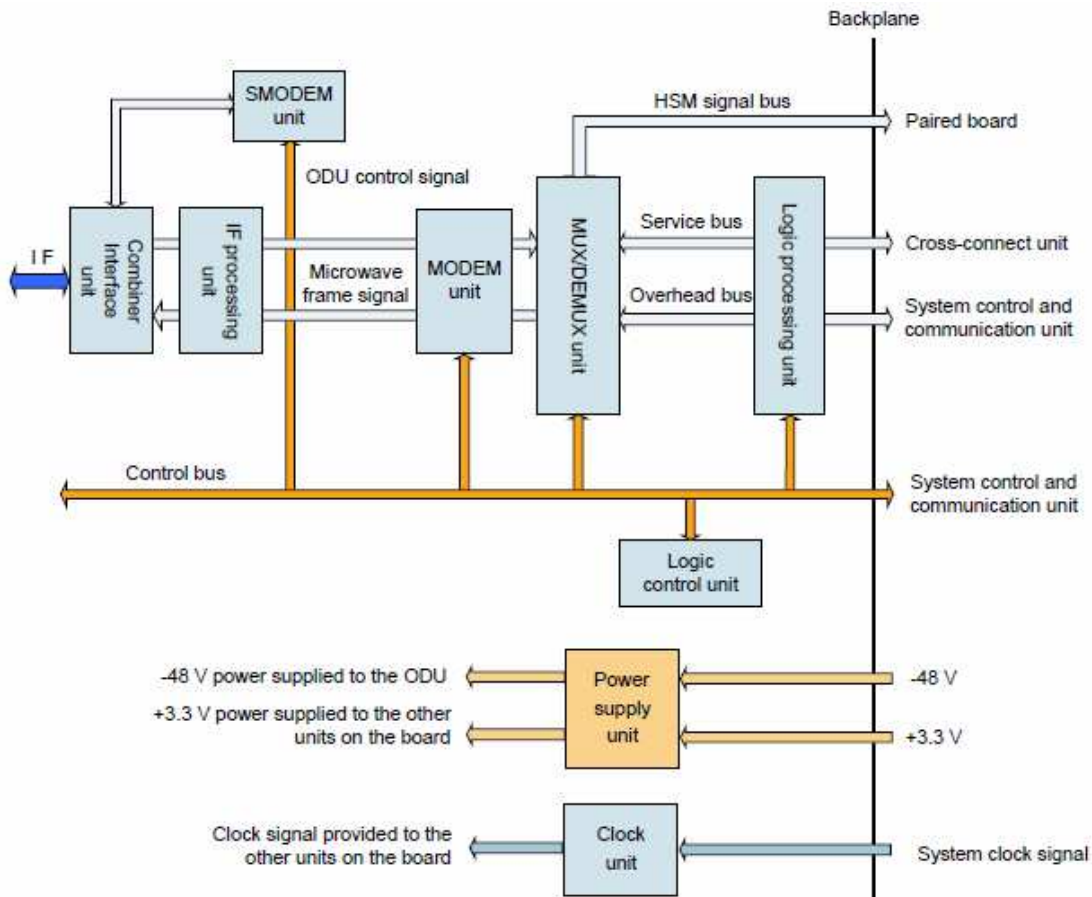 Backplane
SMODEM
unit
HSM signal bus
Paired board
ODU control signal
I F
Combiner
Interface
unit
IF processing
unit
Microwave
frame signal
MODEM
unit
MUX/DEMUX unit
Service bus
Overhead bus
Logic processing unit
Cross-connect unit
System control and
communication unit
Control bus
System control and
communication unit
Logic
control unit
-48 V power supplied to the ODU
+3.3 V power supplied to the other
units on the board
Power
supply
unit
-48 V
+3.3 V
Clock signal provided to the
other units on the board
Clock
unit
System clock signal